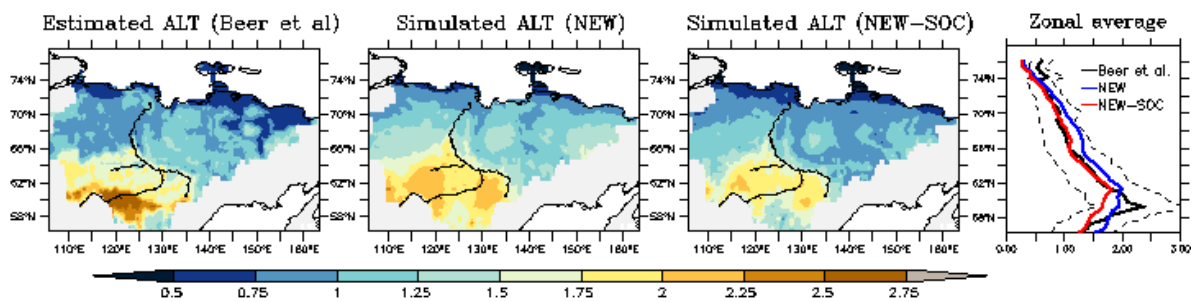 Estimated ALT (Beer et al)
Simulated ALT (NEW)
Simulated ALT (NEW-SOC)
Zonal average
74°N
70°N
66°N
62°N
58°N
110°E 120°E 130°E 140°E 150°E 160°E
74°N
70°N
66°N
62°N
58°N
110°E 120°E 130°E 140°E 150°E 160°E
74°N
70°N
66°N
62°N
58°N
110°E 120°E 130°E 140°E 150°E 160°E
74°N
70°N
66°N
62°N
58°N
Beer et al.
NEW
NEW-SOC
0.00 1.00 2.00 3.00
0.5 0.75 1 1.25 1.5 1.75 2 2.25 2.5 2.75